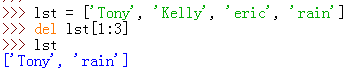 >>> lst = ['Tony', 'Kelly', 'eric', 'rain']
>>> del lst[1:3]
>>> lst
['Tony', 'rain']